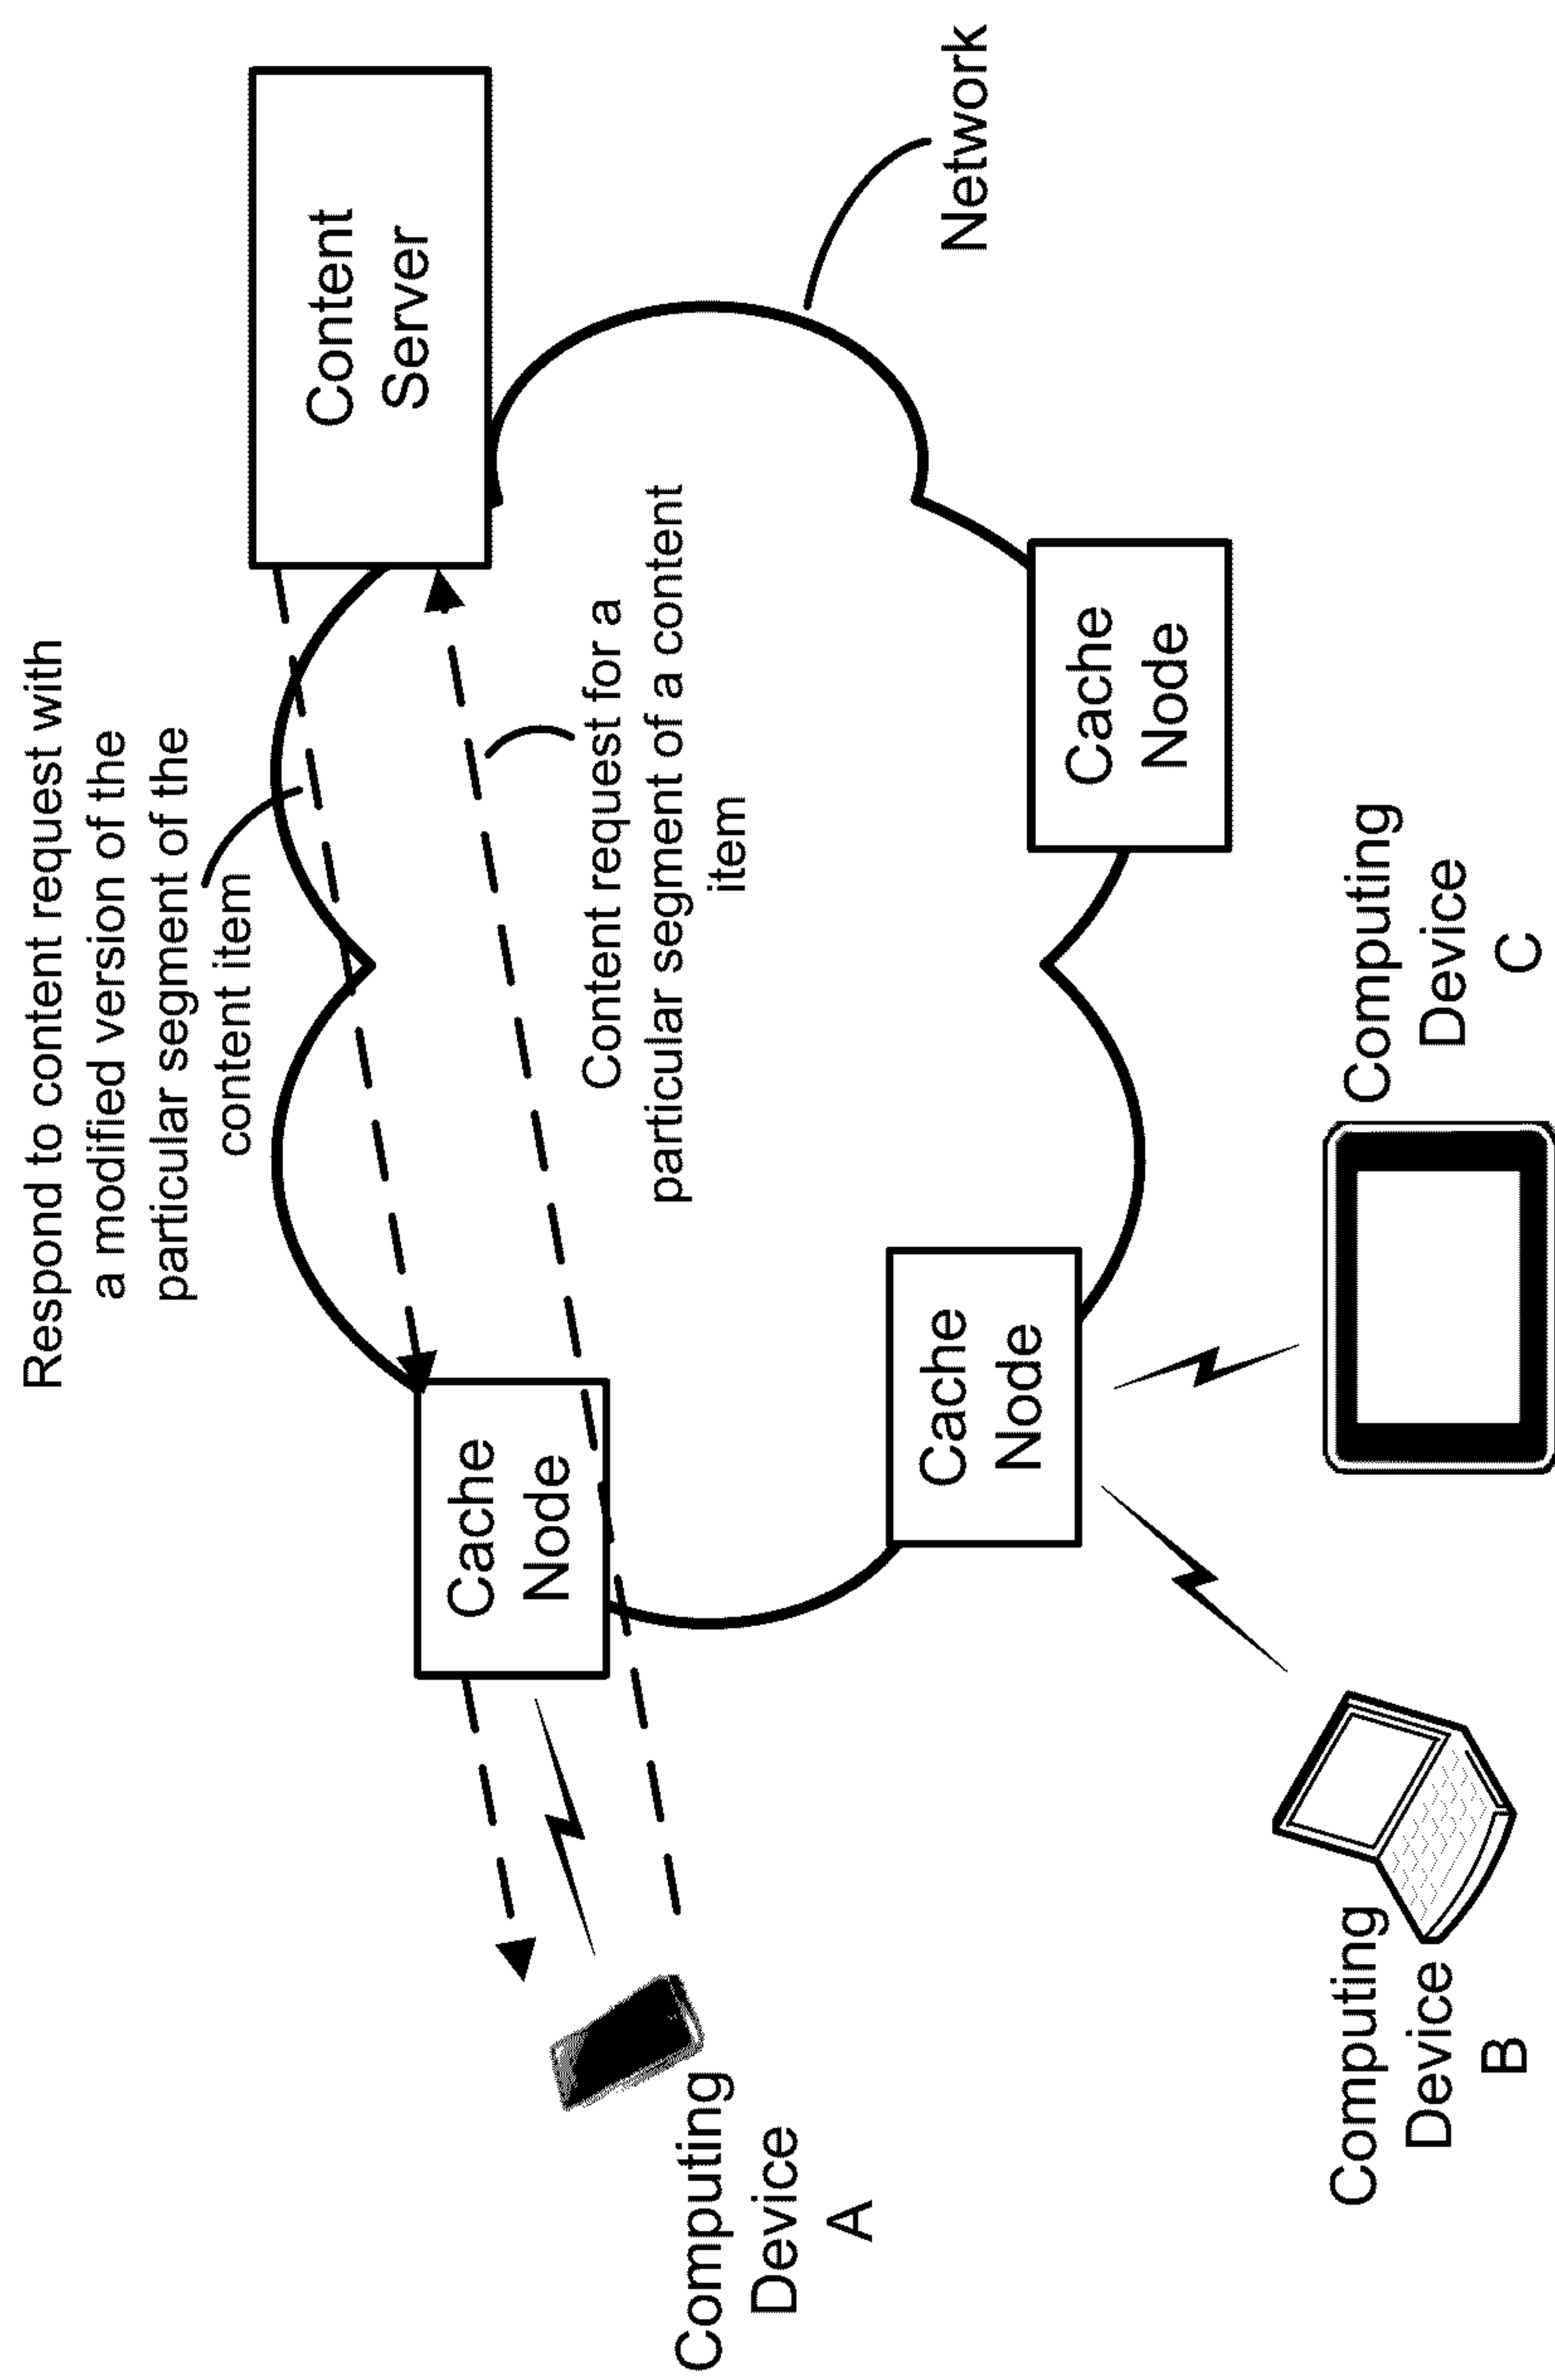 Respond to content request with
a modified version of the
particular segment of the
content item
Content
Server
Content request for a
particular segment of a content
item
Network
Cache
Node
Computing
Device
A
Cache
Node
Cache
Node
Computing
Device
B
Computing
Device
C